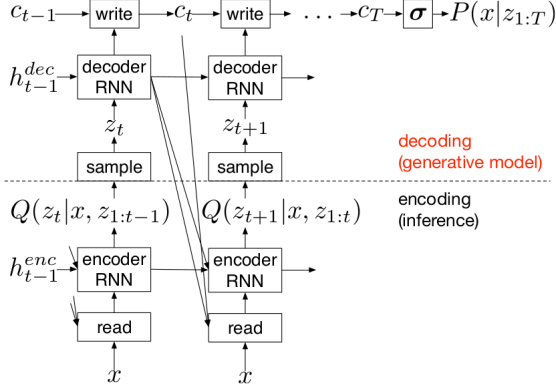 c_{t-1} write c_t write ... c_T σ P(x|z_{1:T})
h_{t-1}^{dec} decoder RNN decoder RNN
z_t z_{t+1}
decoding
(generative model)
sample sample
encoding
(inference)
Q(z_t|x, z_{1:t-1}) Q(z_{t+1}|x, z_{1:t})
h_{t-1}^{enc} encoder RNN encoder RNN
read read
x x